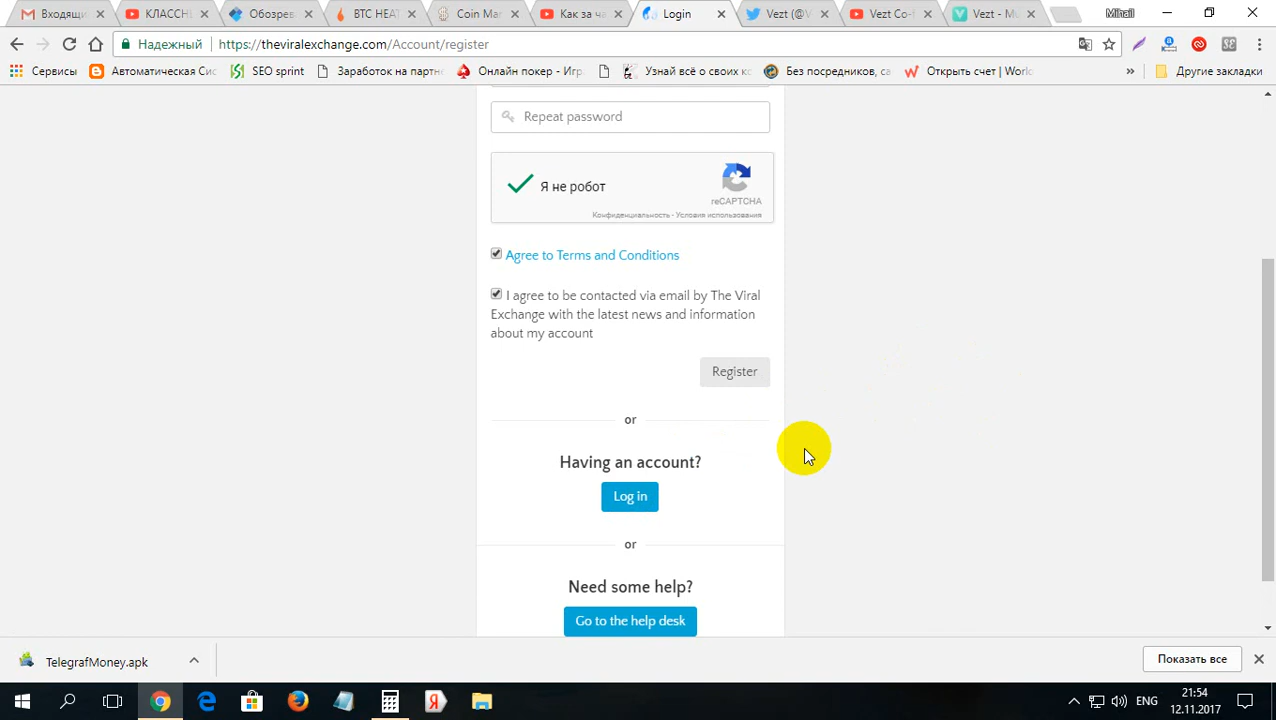 Входящи
КЛАССН
Обозрев
BTC HEAT
Coin Mar
Как за ча
Login
Vezt (@V
Vezt Co-
Vezt - Mu
Mihail
Надежный
https://theviralexchange.com/Account/register
Сервисы
Автоматическая Сис
SEO sprint
Заработок на партне
Онлайн покер - Игр
Узнай всё о своих ко
Без посредников, са
Открыть счет | Worl
»
Другие закладки
Repeat password
Я не робот
reCAPTCHA
Конфиденциальность - Условия использования
Agree to Terms and Conditions
I agree to be contacted via email by The Viral
Exchange with the latest news and information
about my account
Register
or
Having an account?
Log in
or
Need some help?
Go to the help desk
TelegrafMoney.apk
Показать все
ENG
21:54
12.11.2017